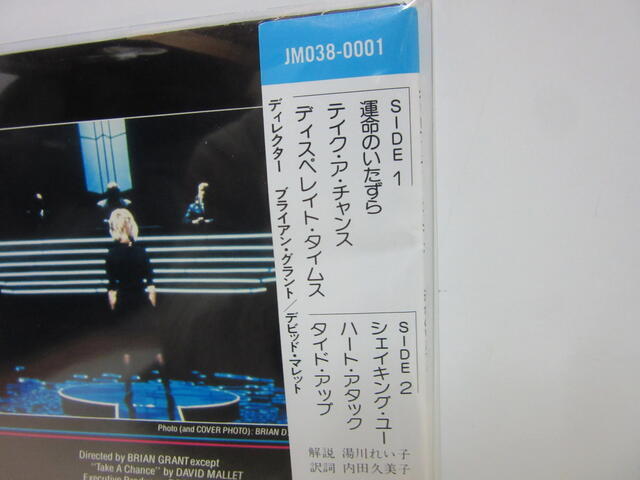 JM038-0001
SIDE 1
運命のいたずら
テイク・ア・チャンス
ディスペレイト・タイムス
ディレクター ブライアン・グラント/デビッド・マレット
SIDE 2
シェイキング・ユー
ハート・アタック
タイド・アップ
解説 湯川れい子
訳詞 内田久美子
Photo (and COVER PHOTO): BRIAN D.
Directed by BRIAN GRANT except
"Take A Chance" by DAVID MALLET
Executive